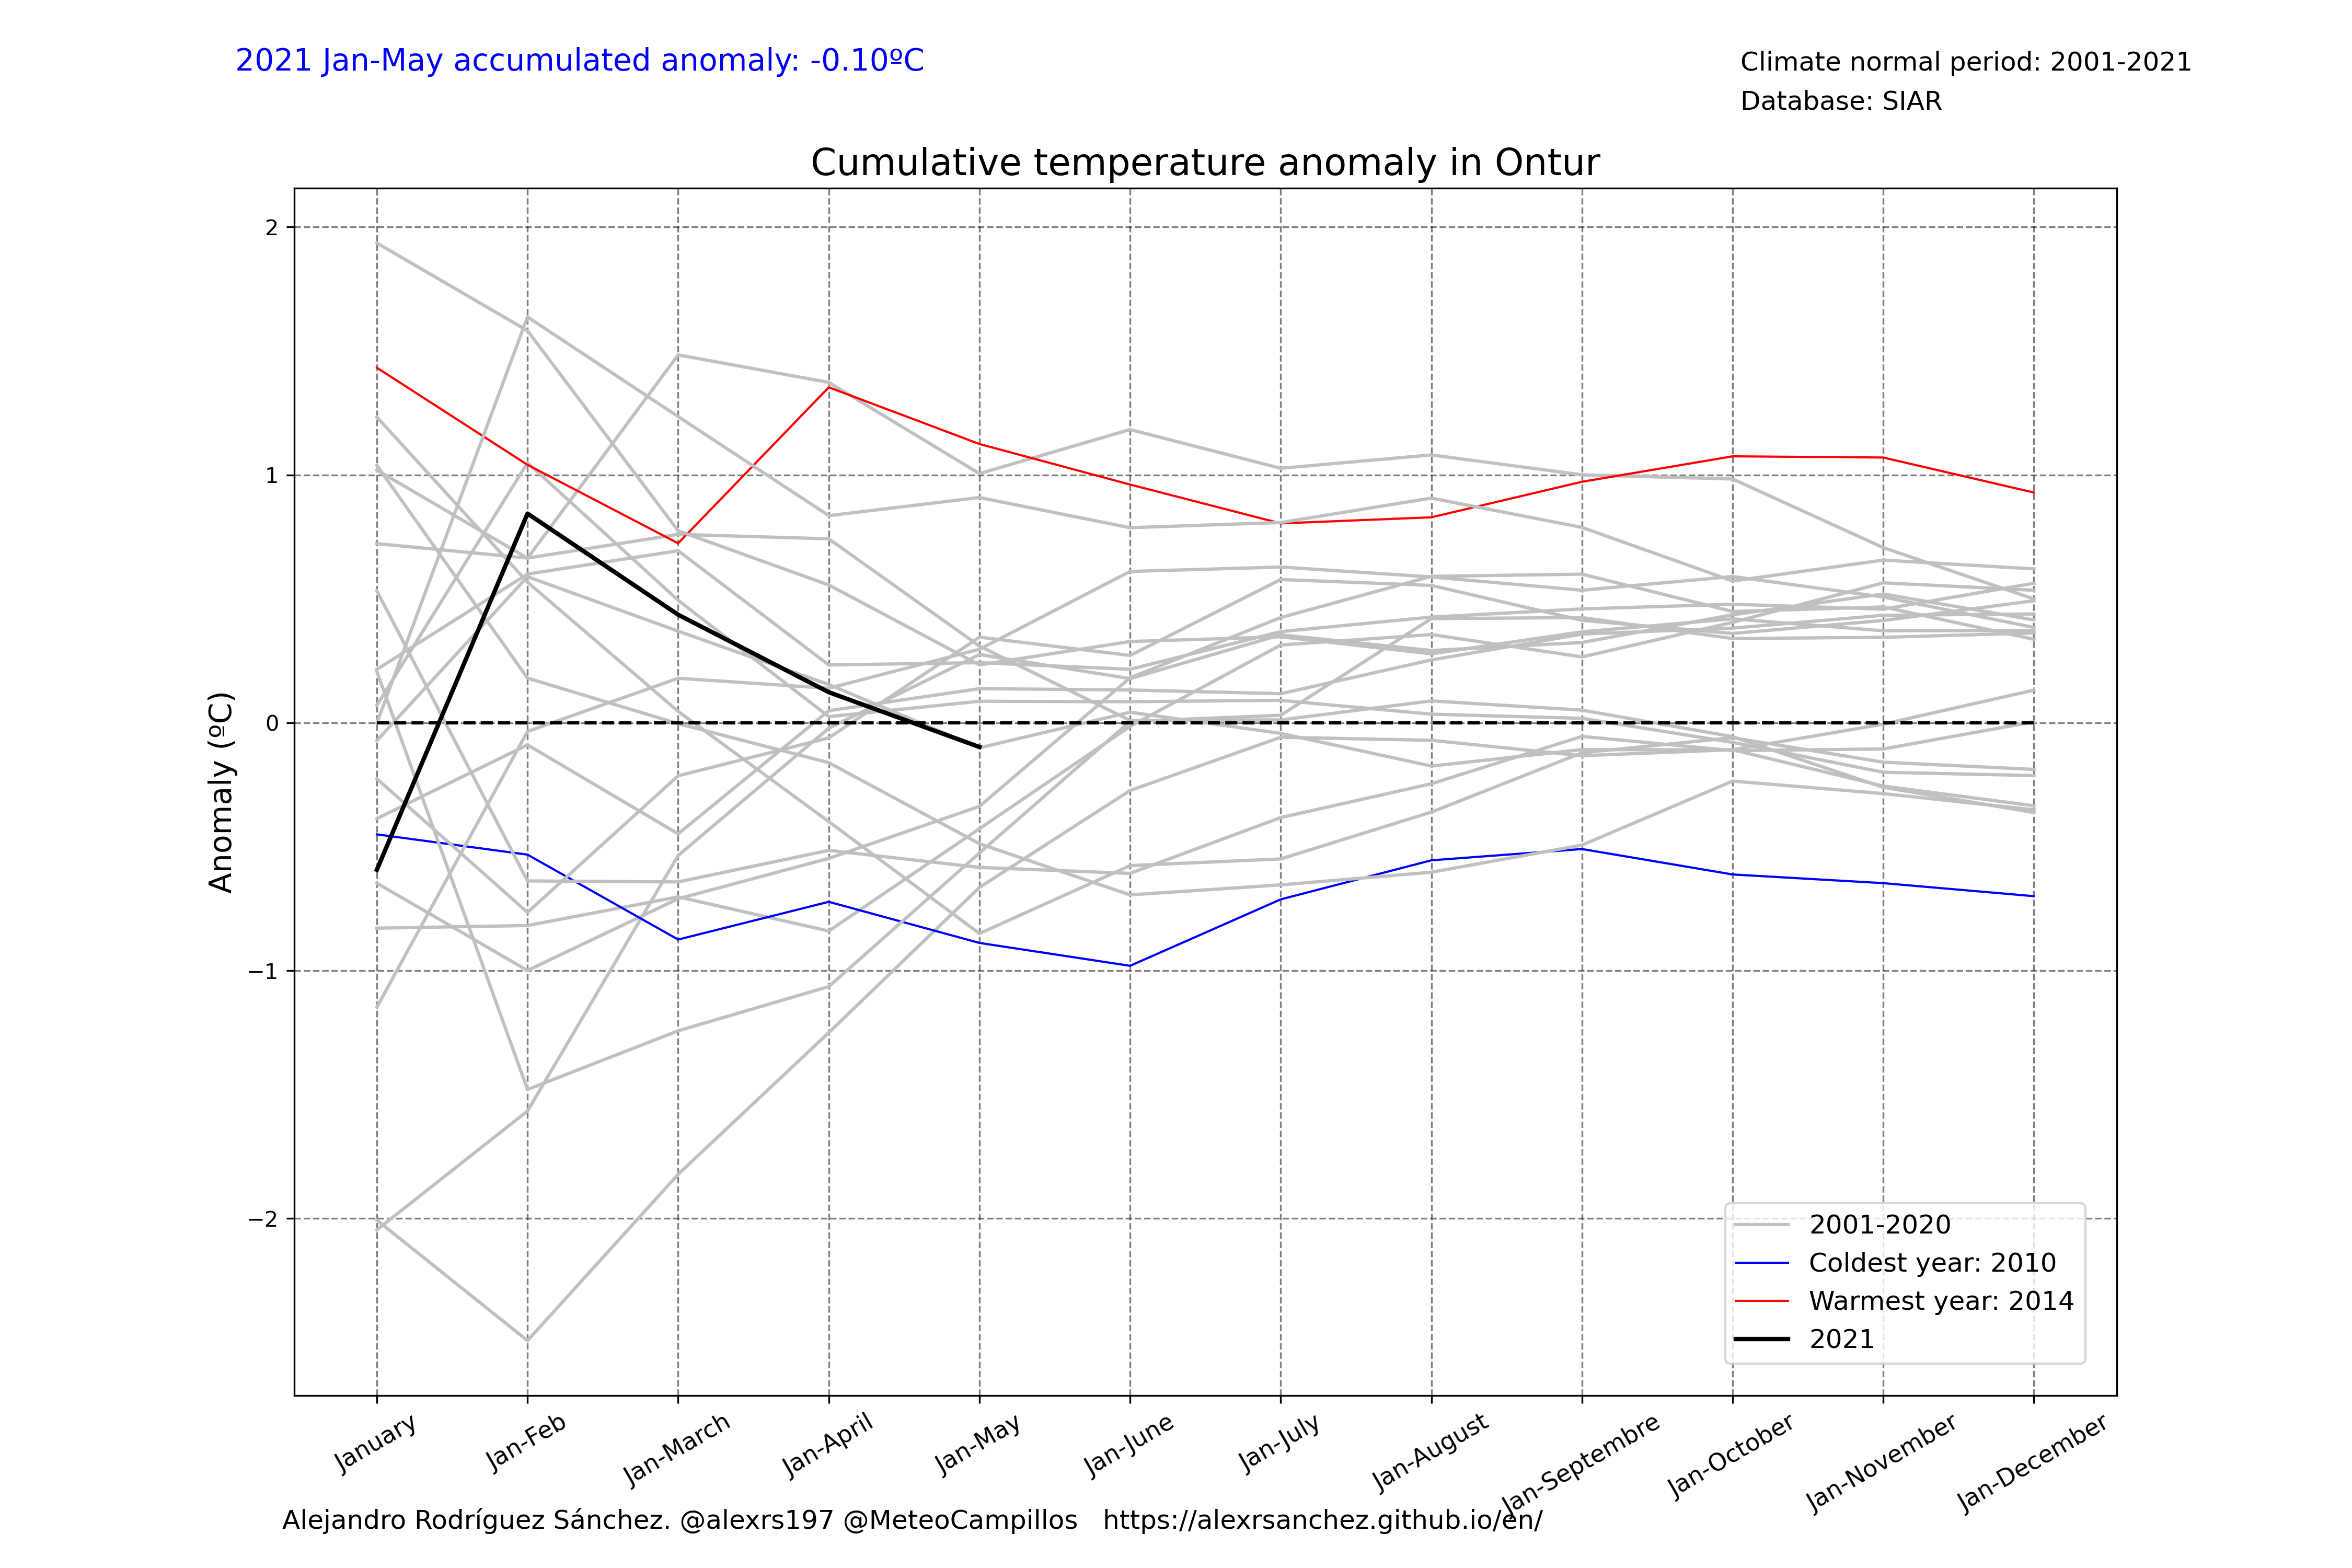 2021 Jan-May accumulated anomaly: -0.10ºC
Climate normal period: 2001-2021
Database: SIAR
Cumulative temperature anomaly in Ontur
2
1
0
−1
−2
Anomaly (ºC)
2001-2020
Coldest year: 2010
Warmest year: 2014
2021
January
Jan-Feb
Jan-March
Jan-April
Jan-May
Jan-June
Jan-July
Jan-August
Jan-Septembre
Jan-October
Jan-November
Jan-December
Alejandro Rodríguez Sánchez. @alexrs197 @MeteoCampillos https://alexrsanchez.github.io/en/